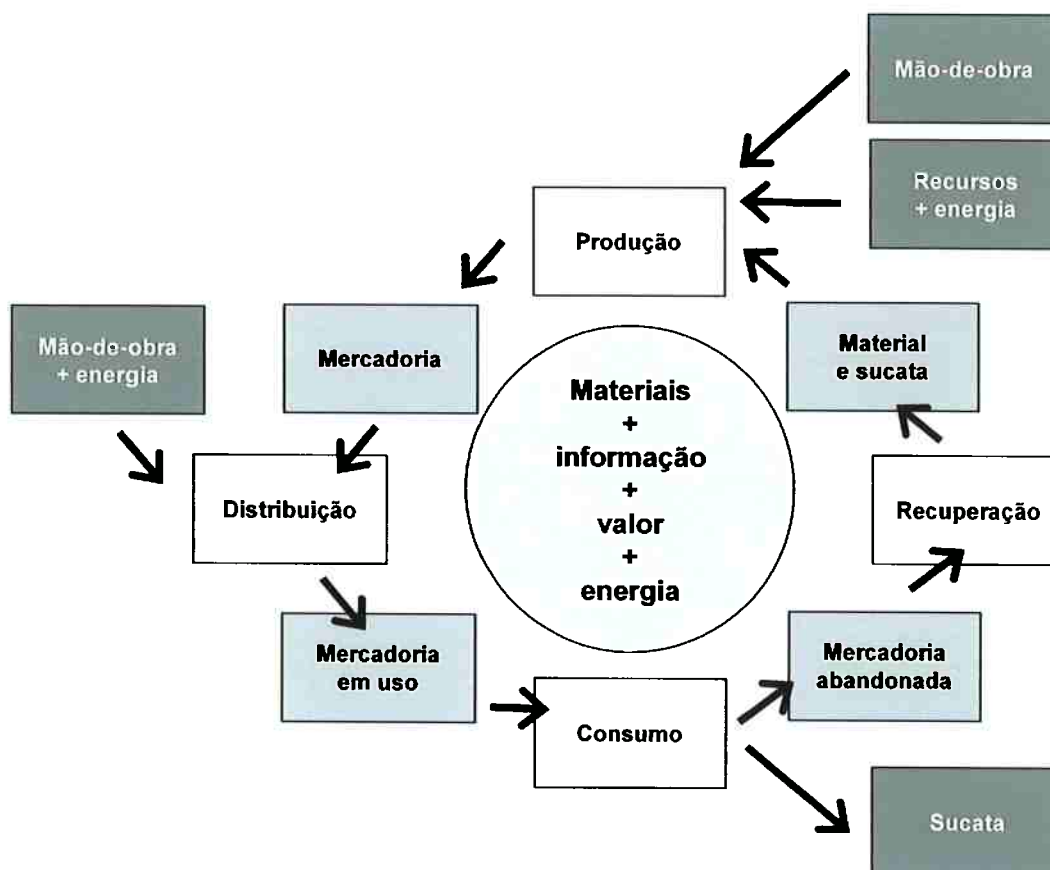 Mão-de-obra
Recursos
+ energia
Produção
Mão-de-obra
+ energia
Mercadoria
Material
e sucata
Materiais
+
informação
+
valor
+
energia
Distribuição
Recuperação
Mercadoria
em uso
Mercadoria
abandonada
Consumo
Sucata